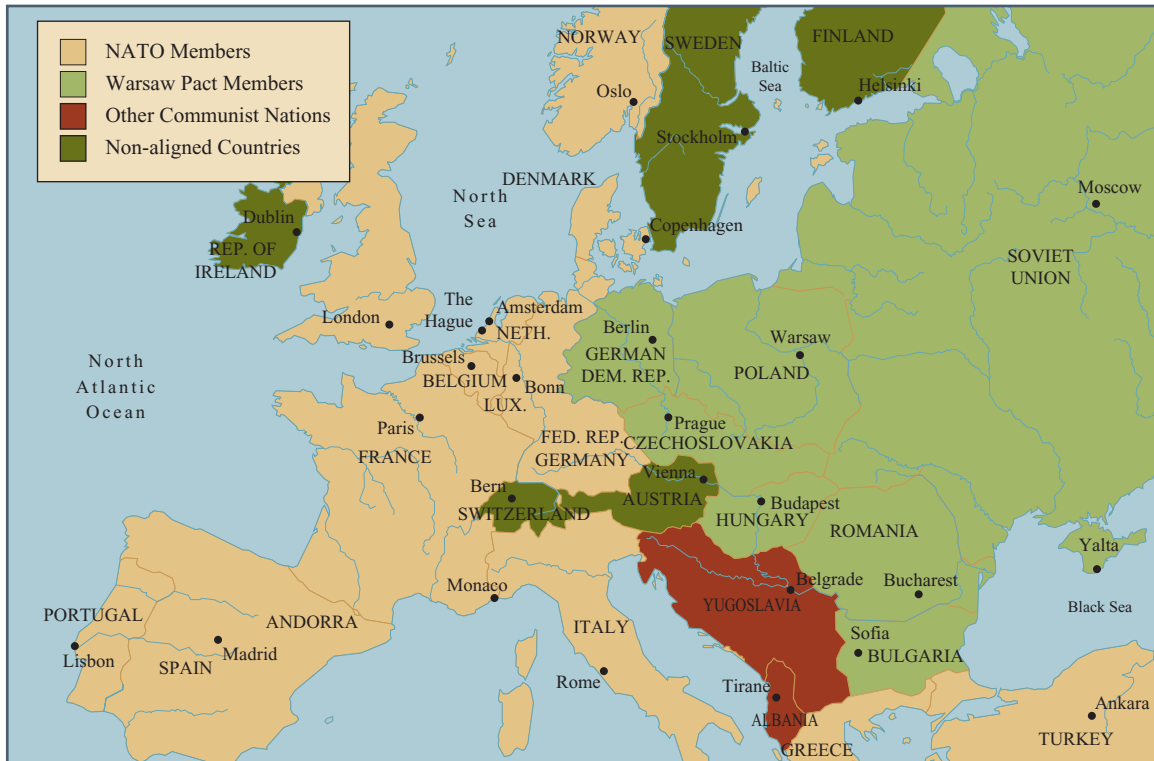 NATO Members
Warsaw Pact Members
Other Communist Nations
Non-aligned Countries
NORWAY
Oslo
SWEDEN
Stockholm
FINLAND
Helsinki
Baltic
Sea
Moscow
SOVIET
UNION
North
Sea
DENMARK
Copenhagen
Dublin
REP. OF
IRELAND
London
The
Hague
Amsterdam
NETH.
Brussels
BELGIUM
LUX.
Bonn
Berlin
GERMAN
DEM. REP.
Warsaw
POLAND
North
Atlantic
Ocean
Paris
FRANCE
FED. REP.
GERMANY
Prague
CZECHOSLOVAKIA
Bern
SWITZERLAND
Vienna
AUSTRIA
Budapest
HUNGARY
ROMANIA
Bucharest
Yalta
Black Sea
Monaco
ITALY
Rome
Belgrade
YUGOSLAVIA
Sofia
BULGARIA
PORTUGAL
Lisbon
SPAIN
Madrid
ANDORRA
Tirane
ALBANIA
GREECE
Ankara
TURKEY